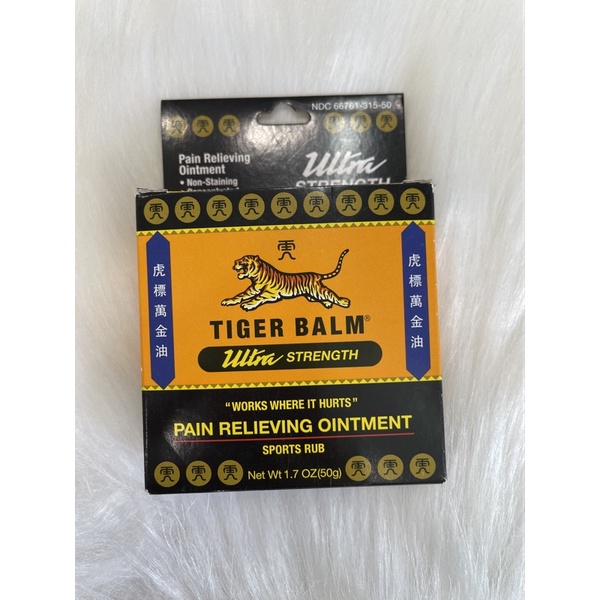 NDC 66761-315-50
Pain Relieving
Ointment
• Non-Staining
Ultra
STRENGTH
虎標萬金油
虎標萬金油
TIGER BALM®
Ultra STRENGTH
"WORKS WHERE IT HURTS"
PAIN RELIEVING OINTMENT
SPORTS RUB
Net Wt 1.7 OZ(50g)